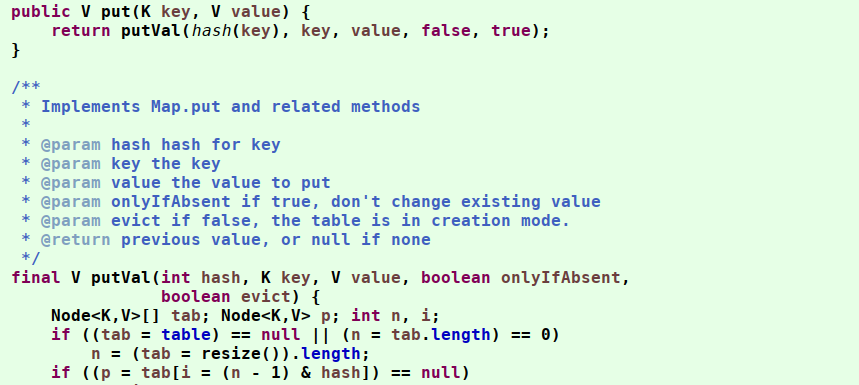 public V put(K key, V value) {
    return putVal(hash(key), key, value, false, true);
}

/**
 * Implements Map.put and related methods
 *
 * @param hash hash for key
 * @param key the key
 * @param value the value to put
 * @param onlyIfAbsent if true, don't change existing value
 * @param evict if false, the table is in creation mode.
 * @return previous value, or null if none
 */
final V putVal(int hash, K key, V value, boolean onlyIfAbsent,
               boolean evict) {
    Node<K,V>[] tab; Node<K,V> p; int n, i;
    if ((tab = table) == null || (n = tab.length) == 0)
        n = (tab = resize()).length;
    if ((p = tab[i = (n - 1) & hash]) == null)